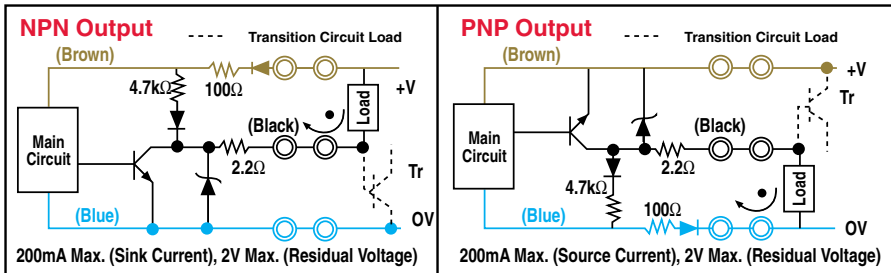 NPN Output
Transition Circuit Load
(Brown)
4.7kΩ
100Ω
+V
Load
(Black)
Main
Circuit
2.2Ω
Tr
(Blue)
OV
200mA Max. (Sink Current), 2V Max. (Residual Voltage)
PNP Output
Transition Circuit Load
(Brown)
+V
Tr
Main
Circuit
(Black)
2.2Ω
4.7kΩ
Load
100Ω
(Blue)
OV
200mA Max. (Source Current), 2V Max. (Residual Voltage)